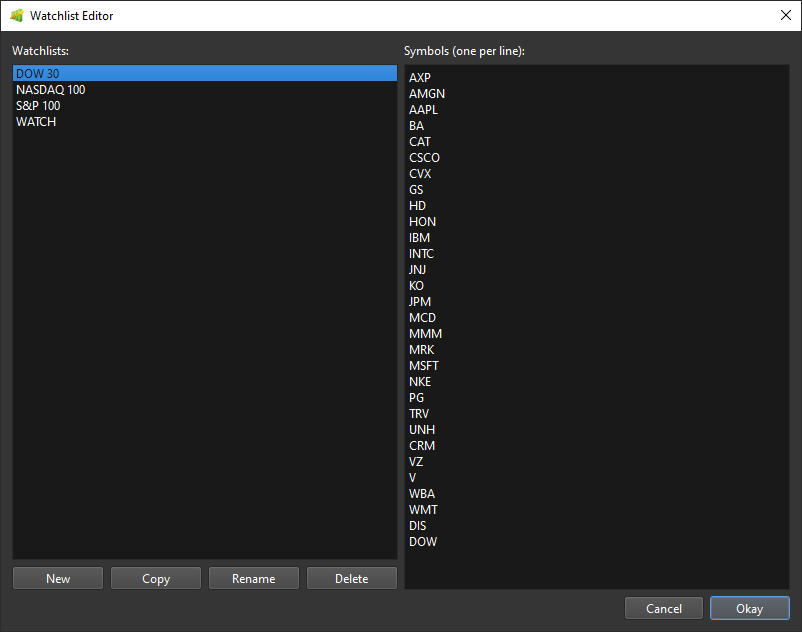 Watchlist Editor
Watchlists:
DOW 30
NASDAQ 100
S&P 100
WATCH
Symbols (one per line):
AXP
AMGN
AAPL
BA
CAT
CSCO
CVX
GS
HD
HON
IBM
INTC
JNJ
KO
JPM
MCD
MMM
MRK
MSFT
NKE
PG
TRV
UNH
CRM
VZ
V
WBA
WMT
DIS
DOW
New
Copy
Rename
Delete
Cancel
Okay